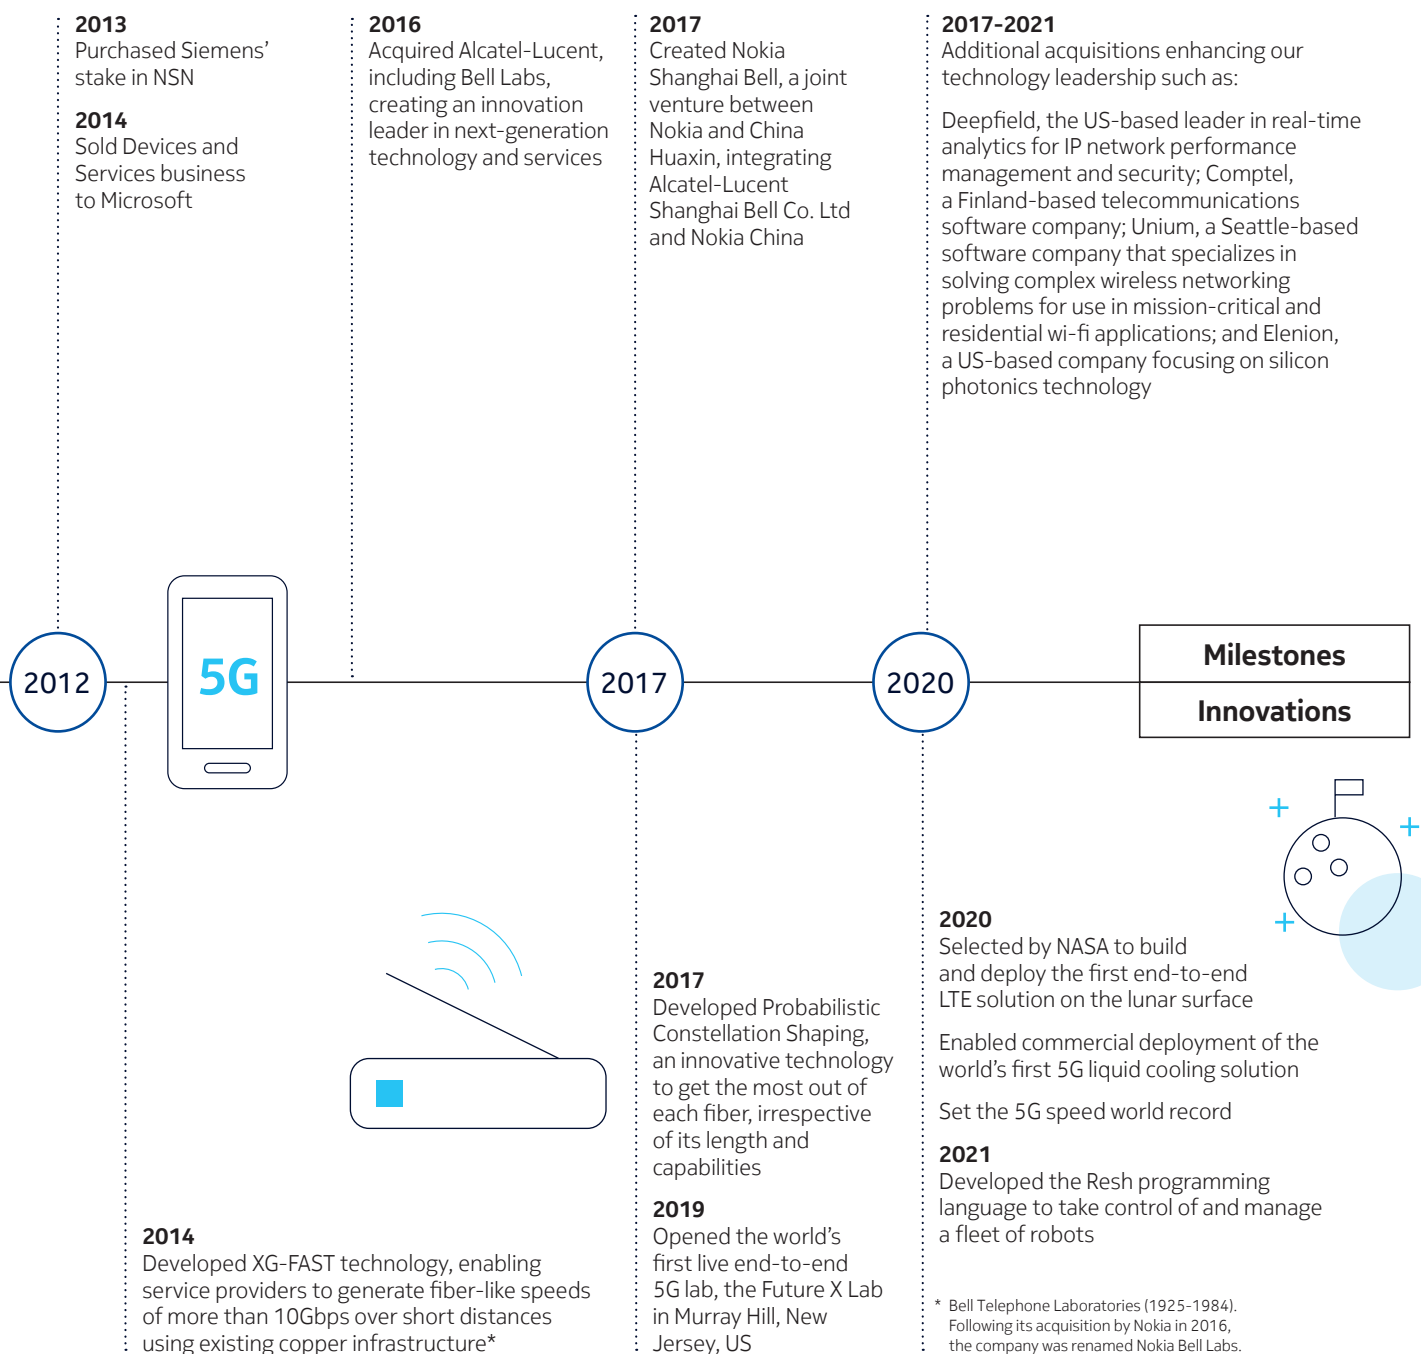 2013
Purchased Siemens’
stake in NSN
2014
Sold Devices and
Services business
to Microsoft
2016
Acquired Alcatel-Lucent,
including Bell Labs,
creating an innovation
leader in next-generation
technology and services
2017
Created Nokia
Shanghai Bell, a joint
venture between
Nokia and China
Huaxin, integrating
Alcatel-Lucent
Shanghai Bell Co. Ltd
and Nokia China
2017-2021
Additional acquisitions enhancing our
technology leadership such as:
Deepfield, the US-based leader in real-time
analytics for IP network performance
management and security; Comptel,
a Finland-based telecommunications
software company; Unium, a Seattle-based
software company that specializes in
solving complex wireless networking
problems for use in mission-critical and
residential wi-fi applications; and Elenion,
a US-based company focusing on silicon
photonics technology
2012
5G
2017
2020
Milestones
Innovations
2014
Developed XG-FAST technology, enabling
service providers to generate fiber-like speeds
of more than 10Gbps over short distances
using existing copper infrastructure*
2017
Developed Probabilistic
Constellation Shaping,
an innovative technology
to get the most out of
each fiber, irrespective
of its length and
capabilities
2019
Opened the world’s
first live end-to-end
5G lab, the Future X Lab
in Murray Hill, New
Jersey, US
2020
Selected by NASA to build
and deploy the first end-to-end
LTE solution on the lunar surface
Enabled commercial deployment of the
world’s first 5G liquid cooling solution
Set the 5G speed world record
2021
Developed the Resh programming
language to take control of and manage
a fleet of robots
* Bell Telephone Laboratories (1925-1984).
Following its acquisition by Nokia in 2016,
the company was renamed Nokia Bell Labs.